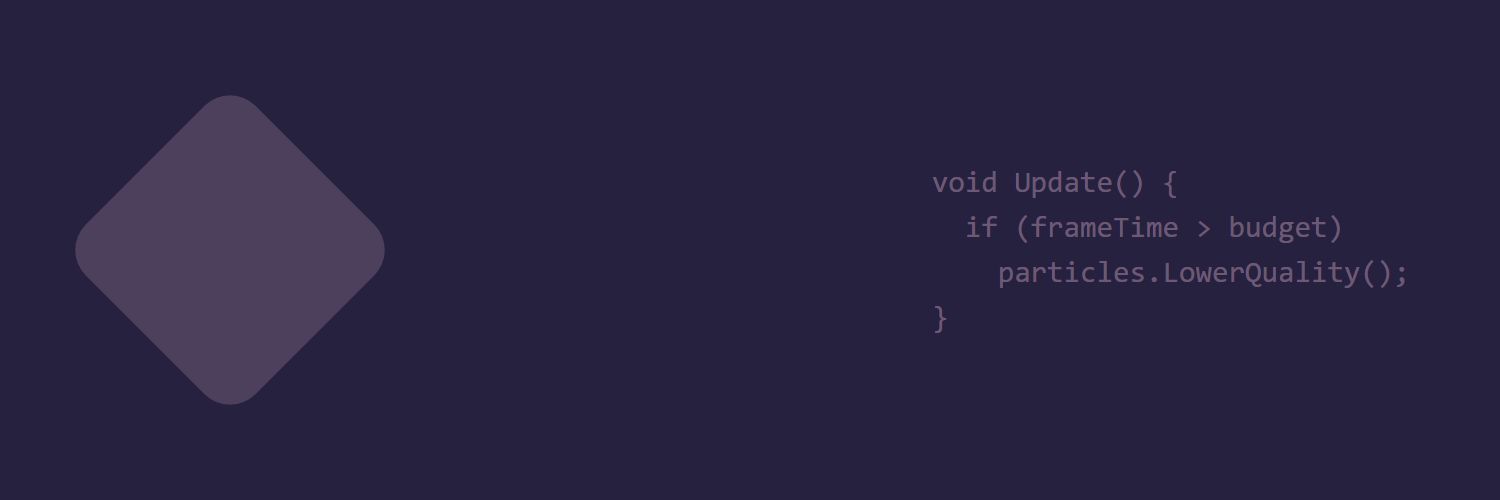 void Update() {
  if (frameTime > budget)
    particles.LowerQuality();
}